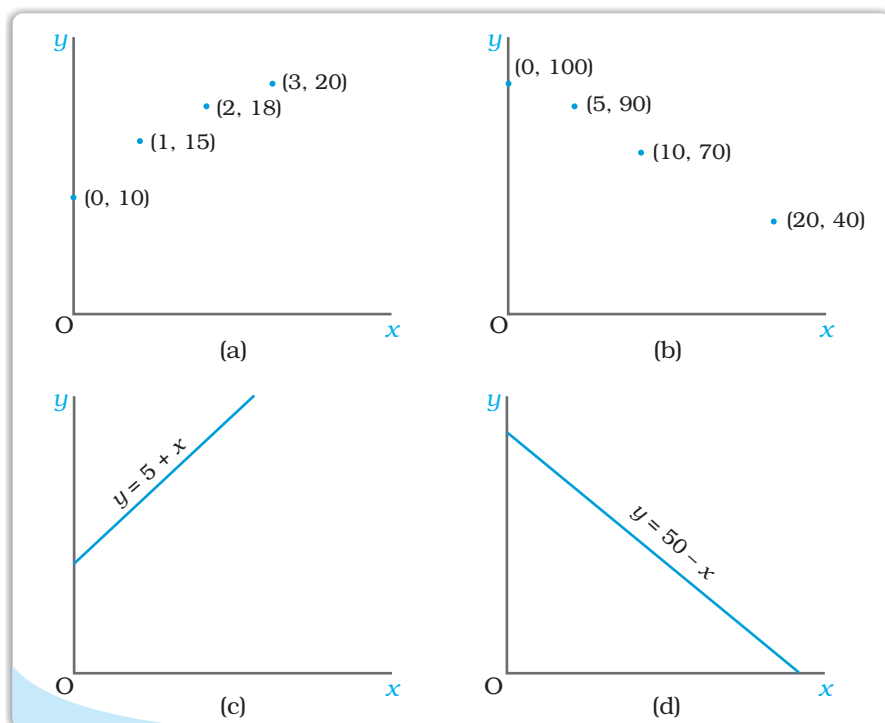 y
(3, 20)
(2, 18)
(1, 15)
(0, 10)
O
x
(a)
y
(0, 100)
(5, 90)
(10, 70)
(20, 40)
O
x
(b)
y
y = 5 + x
O
x
(c)
y
y = 50 – x
O
x
(d)